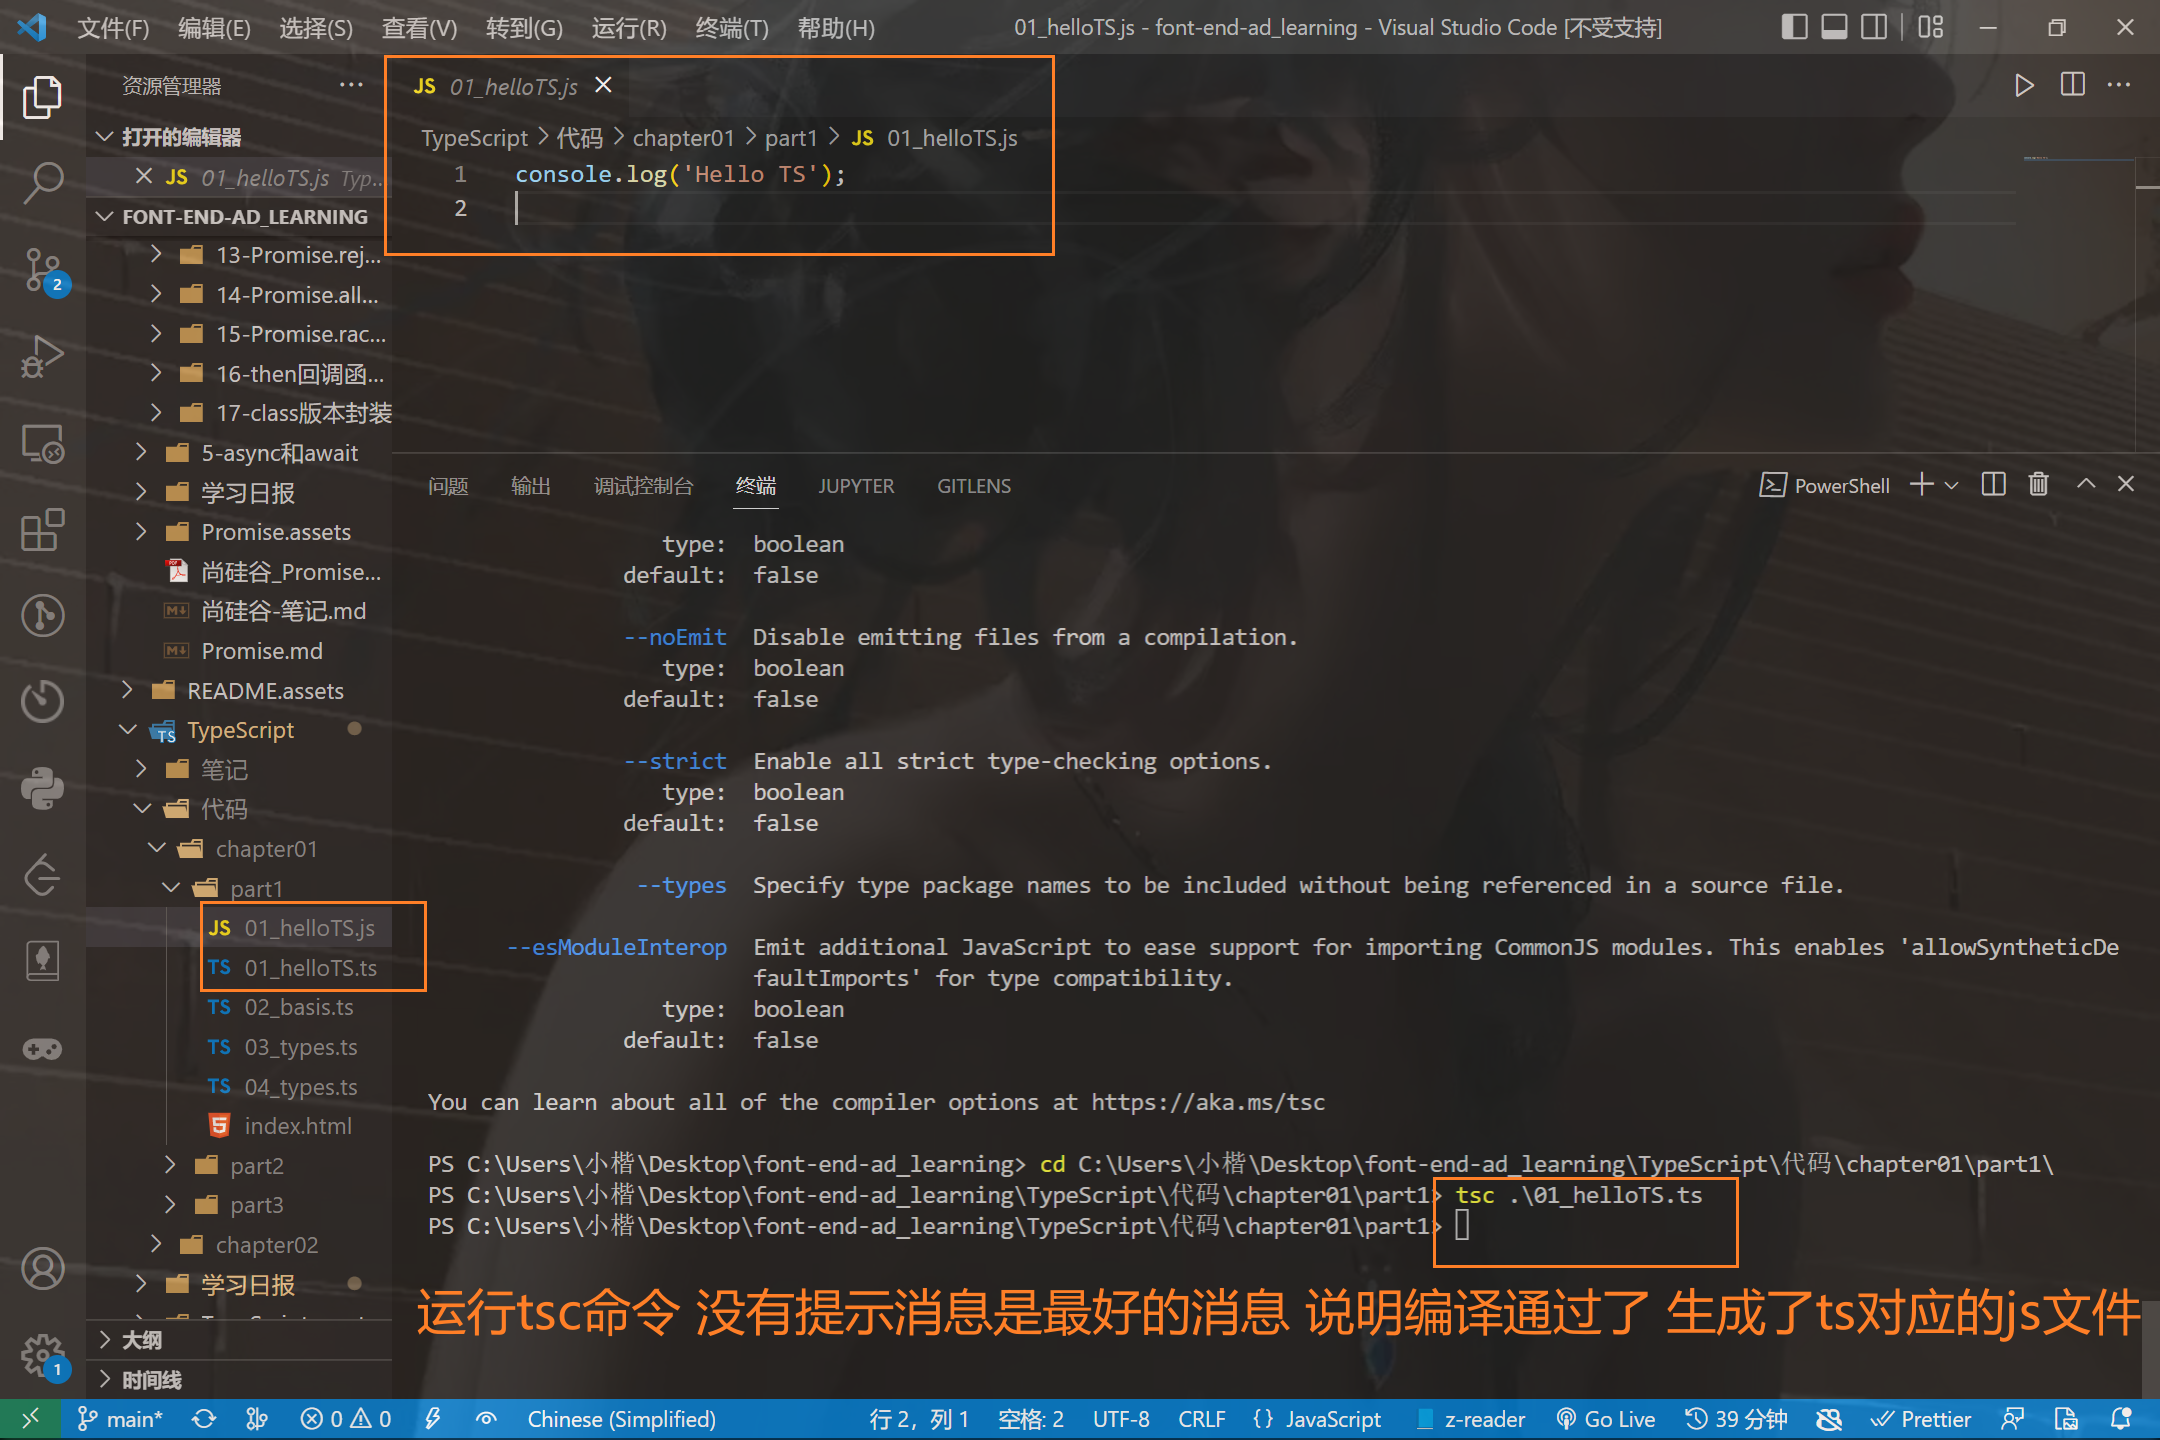 文件(F) 编辑(E) 选择(S) 查看(V) 转到(G) 运行(R) 终端(T) 帮助(H) 01_helloTS.js - font-end-ad_learning - Visual Studio Code [不受支持]
资源管理器
打开的编辑器
JS 01_helloTS.js Typ...
FONT-END-AD_LEARNING
13-Promise.rej...
14-Promise.all...
15-Promise.rac...
16-then回调函...
17-class版本封装
5-async和await
学习日报
Promise.assets
尚硅谷_Promise...
尚硅谷-笔记.md
Promise.md
README.assets
TypeScript
笔记
代码
chapter01
part1
JS 01_helloTS.js
TS 01_helloTS.ts
TS 02_basis.ts
TS 03_types.ts
TS 04_types.ts
index.html
part2
part3
chapter02
学习日报
大纲
时间线
2
1
JS 01_helloTS.js
TypeScript > 代码 > chapter01 > part1 > JS 01_helloTS.js
1 console.log('Hello TS');
2
问题 输出 调试控制台 终端 JUPYTER GITLENS PowerShell
type: boolean
default: false
--noEmit Disable emitting files from a compilation.
type: boolean
default: false
--strict Enable all strict type-checking options.
type: boolean
default: false
--types Specify type package names to be included without being referenced in a source file.
--esModuleInterop Emit additional JavaScript to ease support for importing CommonJS modules. This enables 'allowSyntheticDe
faultImports' for type compatibility.
type: boolean
default: false
You can learn about all of the compiler options at https://aka.ms/tsc
PS C:\Users\小楷\Desktop\font-end-ad_learning> cd C:\Users\小楷\Desktop\font-end-ad_learning\TypeScript\代码\chapter01\part1\
PS C:\Users\小楷\Desktop\font-end-ad_learning\TypeScript\代码\chapter01\part1> tsc .\01_helloTS.ts
PS C:\Users\小楷\Desktop\font-end-ad_learning\TypeScript\代码\chapter01\part1>
运行tsc命令 没有提示消息是最好的消息 说明编译通过了 生成了ts对应的js文件
main* 0 0 Chinese (Simplified) 行 2，列 1 空格: 2 UTF-8 CRLF {} JavaScript z-reader Go Live 39 分钟 Prettier